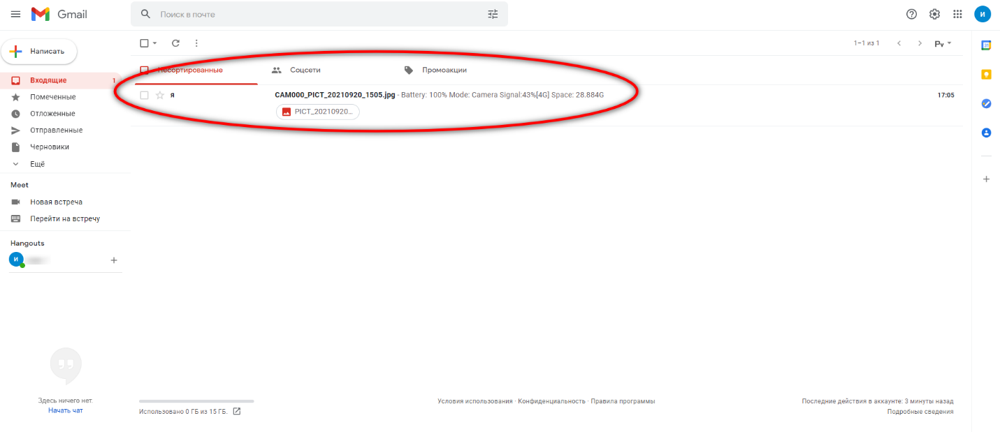 Gmail
Поиск в почте
И
Написать
1–1 из 1
Ру
31
Несортированные
Соцсети
Промоакции
Входящие 1
я CAM000_PICT_20210920_1505.jpg - Battery: 100% Mode: Camera Signal:43%[4G] Space: 28.884G 17:05
PICT_20210920...
Помеченные
Отложенные
Отправленные
Черновики
Ещё
Meet
Новая встреча
Перейти на встречу
Hangouts
И
Здесь ничего нет.
Начать чат
Использовано 0 ГБ из 15 ГБ.
Условия использования · Конфиденциальность · Правила программы
Последние действия в аккаунте: 3 минуты назад
Подробные сведения